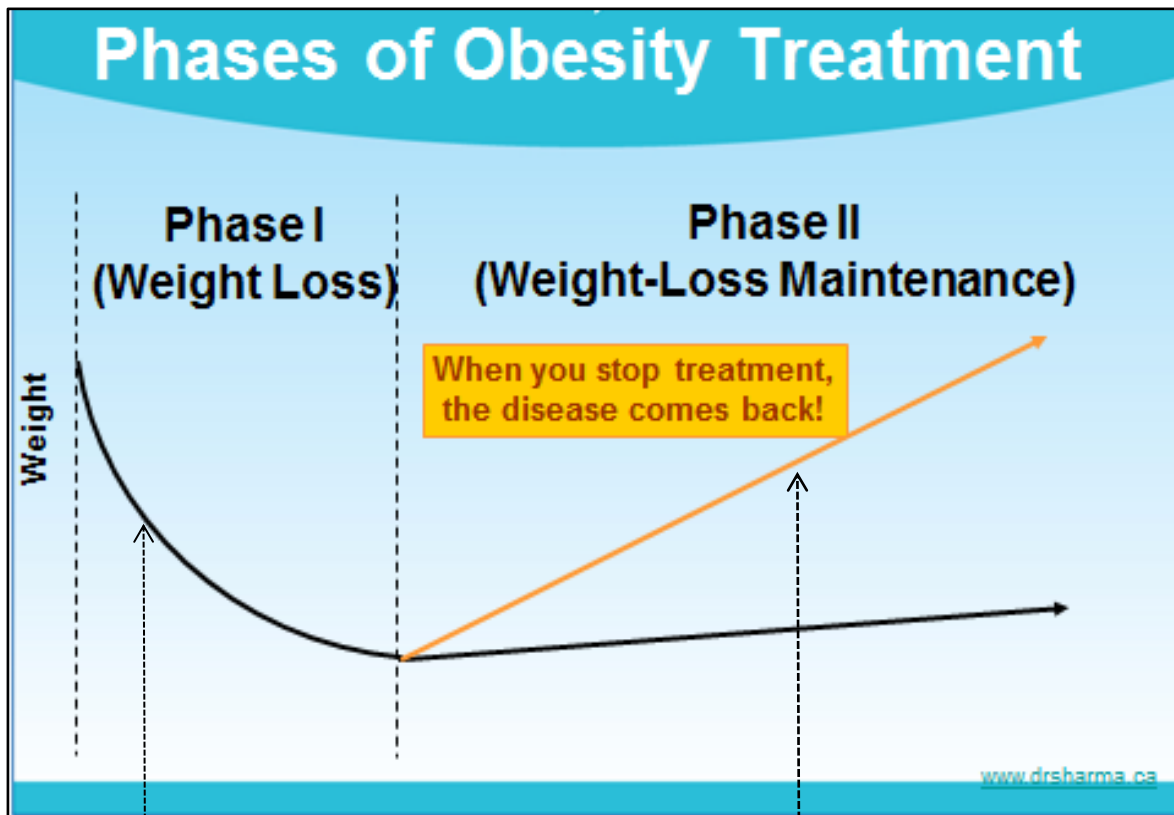 Phases of Obesity Treatment
Phase I
(Weight Loss)
Phase II
(Weight-Loss Maintenance)
Weight
When you stop treatment,
the disease comes back!
www.drsharma.ca